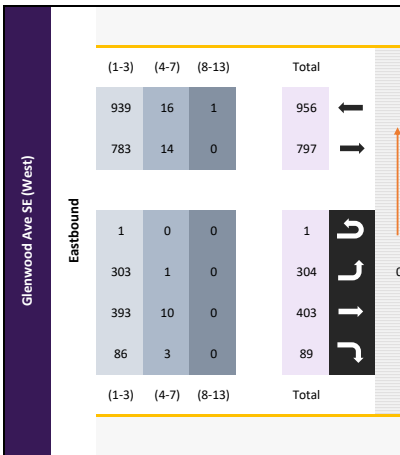 Glenwood Ave SE (West)
Eastbound
(1-3) (4-7) (8-13) Total
939 16 1 956
783 14 0 797
1 0 0 1
303 1 0 304
393 10 0 403
86 3 0 89
(1-3) (4-7) (8-13) Total